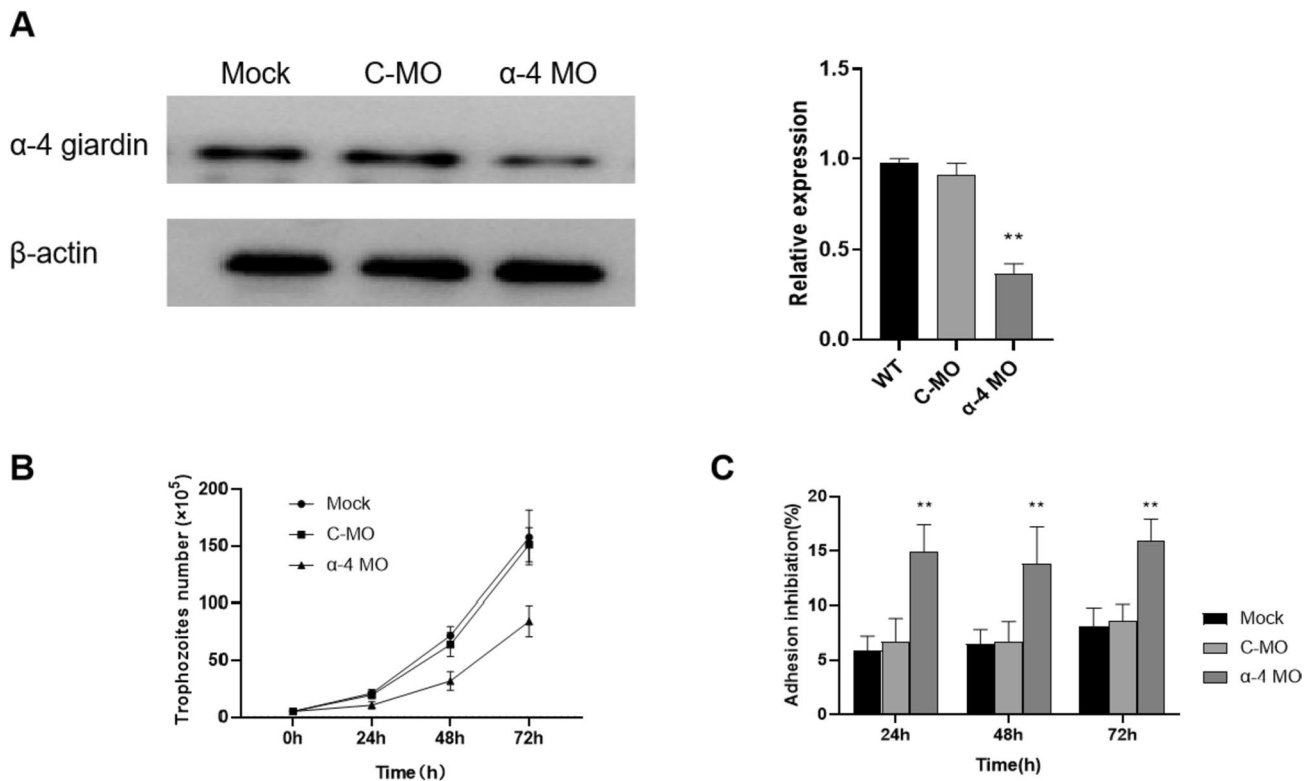 A
Mock C-MO α-4 MO
α-4 giardin
β-actin
Relative expression
1.5
1.0
0.5
0.0
**
WT C-MO α-4 MO
B
Trophozoites number (×10⁵)
200
150
100
50
0
Mock
C-MO
α-4 MO
0h 24h 48h 72h
Time (h)
C
Adhesion inhibiation(%)
20
15
10
5
0
** ** **
Mock
C-MO
α-4 MO
24h 48h 72h
Time(h)